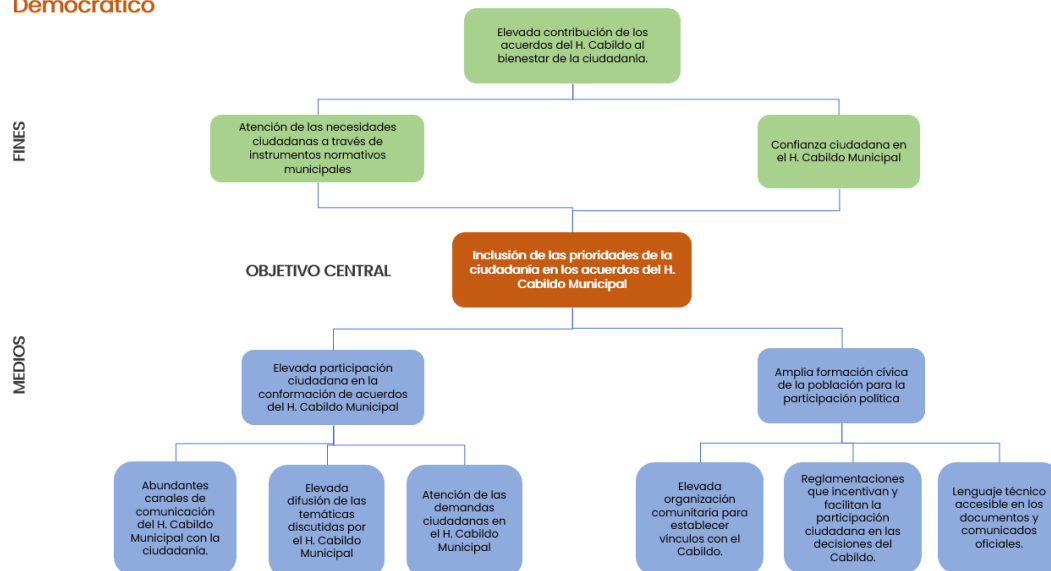 Democrático
Elevada contribución de los
acuerdos del H. Cabildo al
bienestar de la ciudadanía.
FINES
Atención de las necesidades
ciudadanas a través de
instrumentos normativos
municipales
Confianza ciudadana en
el H. Cabildo Municipal
OBJETIVO CENTRAL
Inclusión de las prioridades de la
ciudadanía en los acuerdos del H.
Cabildo Municipal
MEDIOS
Elevada participación
ciudadana en la
conformación de acuerdos
del H. Cabildo Municipal
Amplia formación cívica
de la población para la
participación política
Abundantes
canales de
comunicación
del H. Cabildo
Municipal con la
ciudadanía.
Elevada
difusión de las
temáticas
discutidas por
el H. Cabildo
Municipal
Atención de las
demandas
ciudadanas en
el H. Cabildo
Municipal
Elevada
organización
comunitaria para
establecer
vínculos con el
Cabildo.
Reglamentaciones
que incentivan y
facilitan la
participación
ciudadana en las
decisiones del
Cabildo.
Lenguaje técnico
accesible en los
documentos y
comunicados
oficiales.